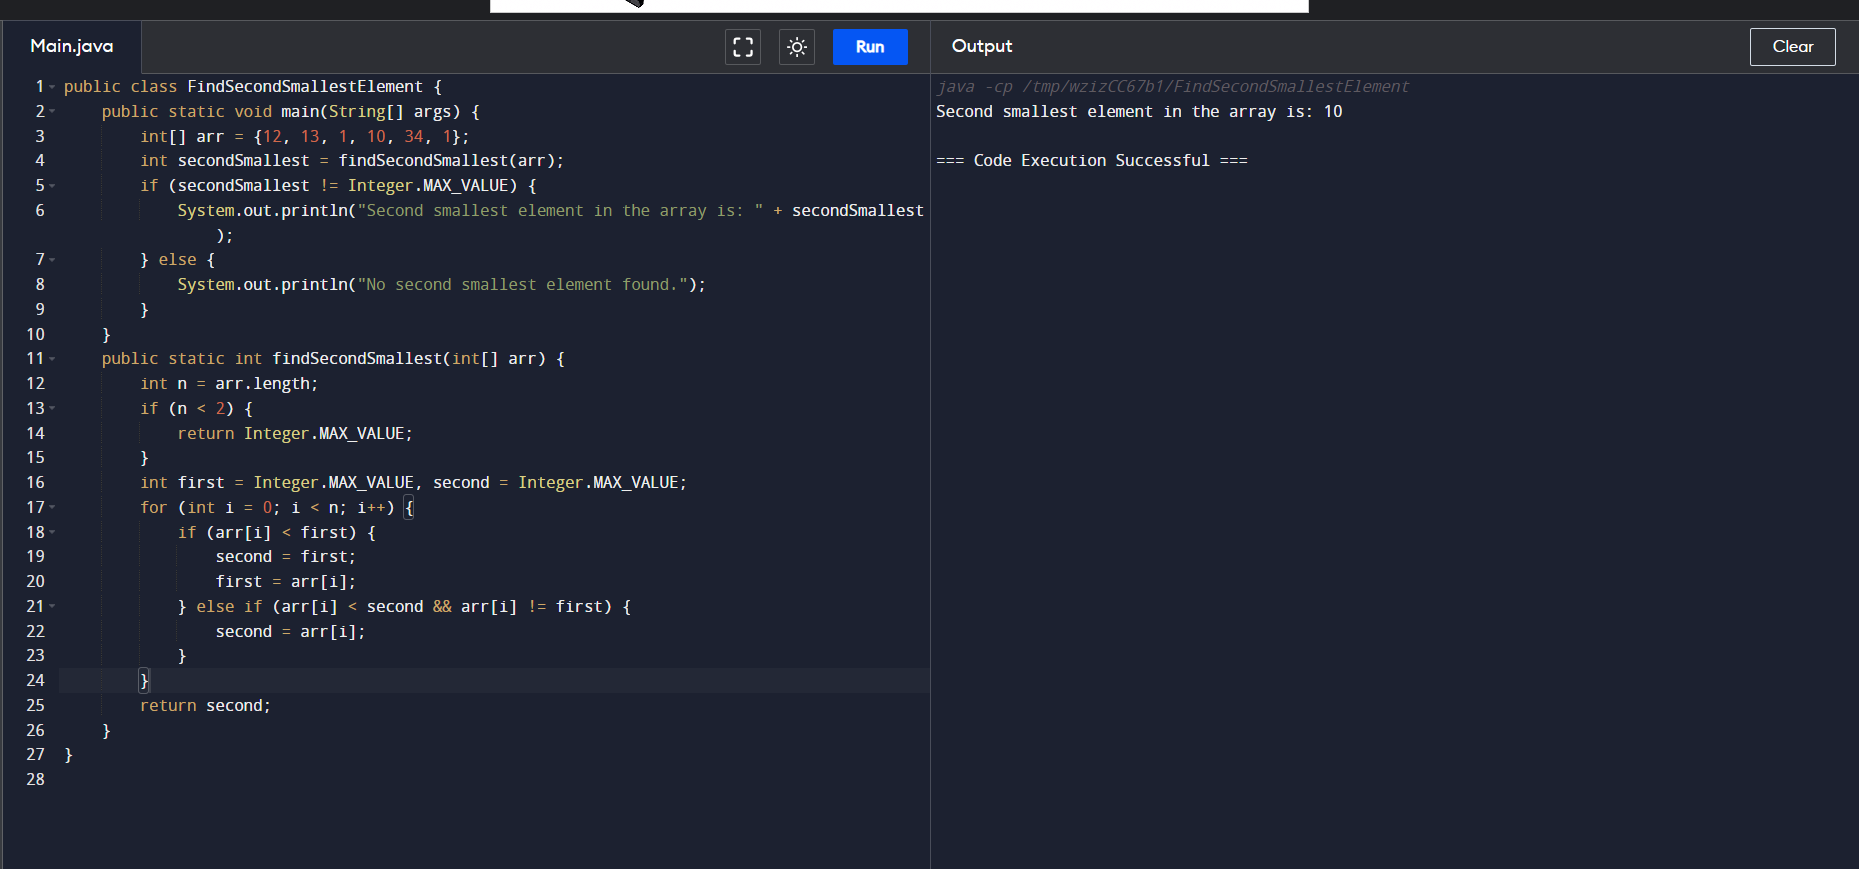 Main.java
Run
1 public class FindSecondSmallestElement {
2     public static void main(String[] args) {
3         int[] arr = {12, 13, 1, 10, 34, 1};
4         int secondSmallest = findSecondSmallest(arr);
5         if (secondSmallest != Integer.MAX_VALUE) {
6             System.out.println("Second smallest element in the array is: " + secondSmallest
                );
7         } else {
8             System.out.println("No second smallest element found.");
9         }
10     }
11     public static int findSecondSmallest(int[] arr) {
12         int n = arr.length;
13         if (n < 2) {
14             return Integer.MAX_VALUE;
15         }
16         int first = Integer.MAX_VALUE, second = Integer.MAX_VALUE;
17         for (int i = 0; i < n; i++) {
18             if (arr[i] < first) {
19                 second = first;
20                 first = arr[i];
21             } else if (arr[i] < second && arr[i] != first) {
22                 second = arr[i];
23             }
24         }
25         return second;
26     }
27 }
28
Output
Clear
java -cp /tmp/wzizCC67b1/FindSecondSmallestElement
Second smallest element in the array is: 10
=== Code Execution Successful ===